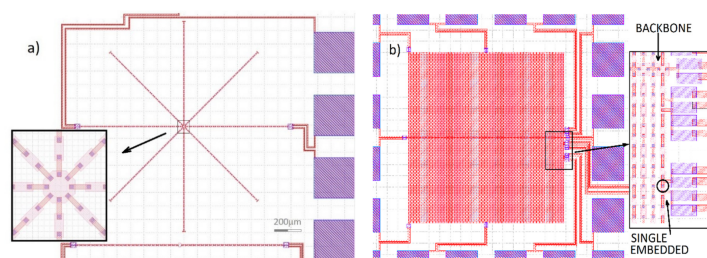 a)
200µm
b)
BACKBONE
SINGLE
EMBEDDED